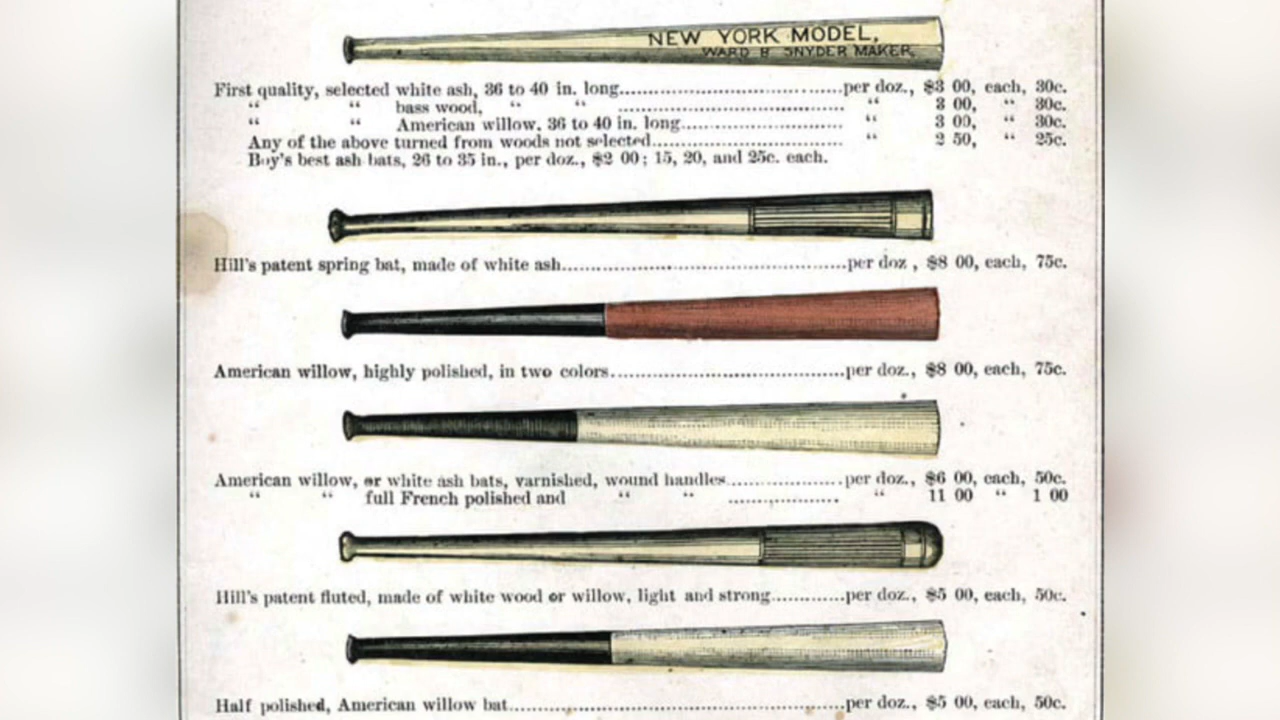 NEW YORK MODEL,
WARD B SNYDER MAKER,
First quality, selected white ash, 36 to 40 in. long..............................per doz., $3 00, each, 30c.
“ “ bass wood, “ “ .............................. “ 3 00, “ 30c.
“ “ American willow. 36 to 40 in. long.................... “ 3 00, “ 30c.
Any of the above turned from woods not selected......................... “ 2 50, “ 25c.
Boy's best ash bats, 26 to 35 in., per doz., $2 00; 15, 20, and 25c. each.
Hill's patent spring bat, made of white ash........................................per doz , $8 00, each, 75c.
American willow, highly polished, in two colors.................................per doz., $8 00, each, 75c.
American willow, or white ash bats, varnished, wound handles................per doz., $6 00, each, 50c.
“ “ full French polished and “ “ ................ “ 11 00 “ 1 00
Hill's patent fluted, made of white wood or willow, light and strong............per doz., $5 00, each, 50c.
Half polished, American willow bat................................................per doz., $5 00, each, 50c.